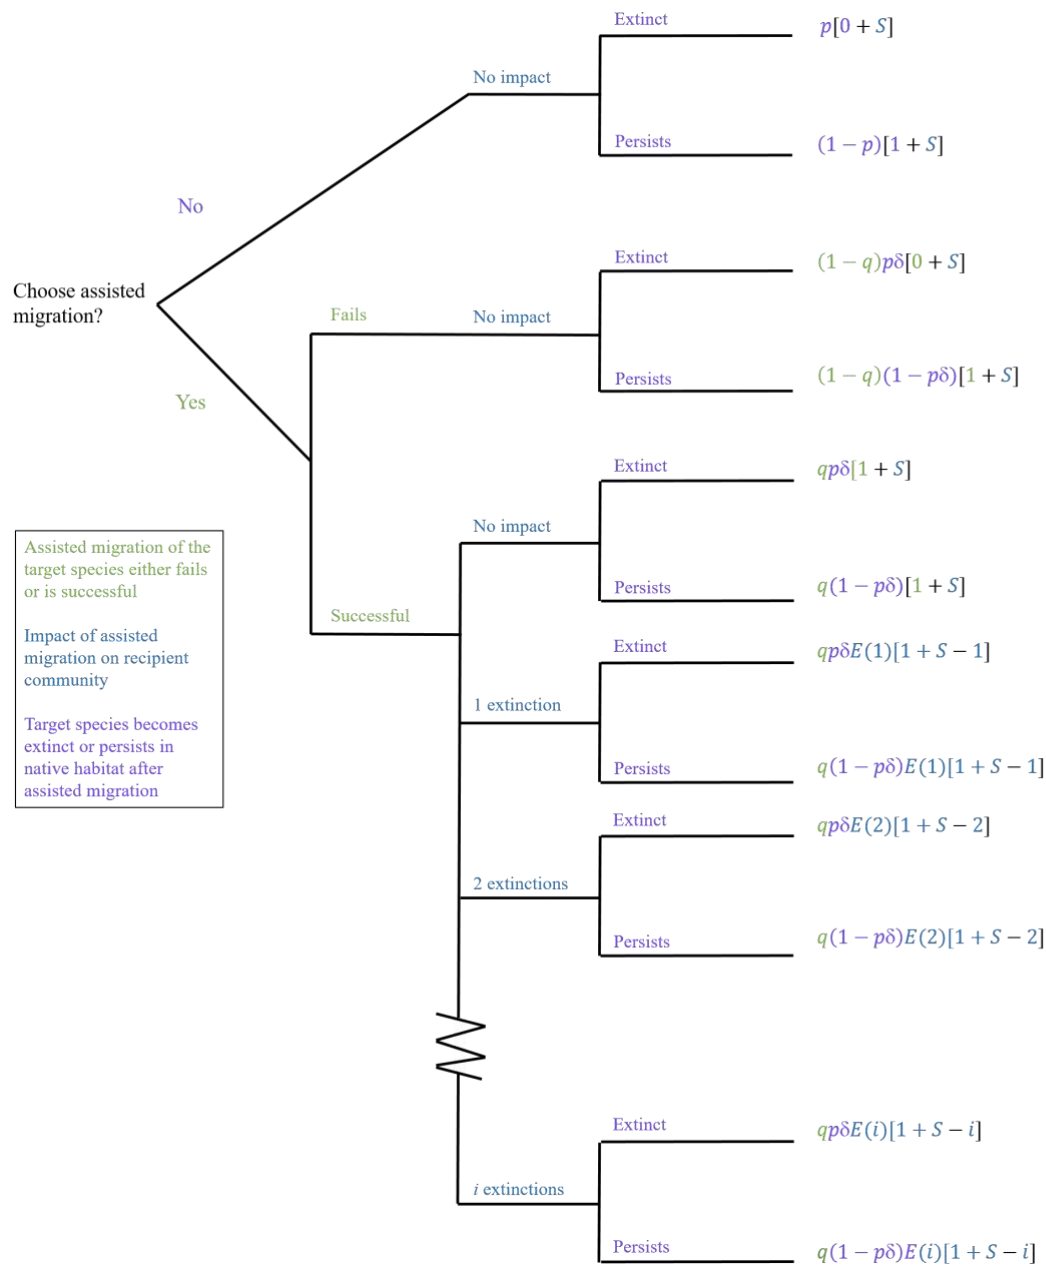 Extinct
p[0 + S]
No impact
Persists
(1 − p)[1 + S]
No
Choose assisted
migration?
Yes
Fails
No impact
Extinct
(1 − q)pδ[0 + S]
Persists
(1 − q)(1 − pδ)[1 + S]
Successful
No impact
Extinct
qpδ[1 + S]
Persists
q(1 − pδ)[1 + S]
1 extinction
Extinct
qpδE(1)[1 + S − 1]
Persists
q(1 − pδ)E(1)[1 + S − 1]
2 extinctions
Extinct
qpδE(2)[1 + S − 2]
Persists
q(1 − pδ)E(2)[1 + S − 2]
i extinctions
Extinct
qpδE(i)[1 + S − i]
Persists
q(1 − pδ)E(i)[1 + S − i]
Assisted migration of the
target species either fails
or is successful
Impact of assisted
migration on recipient
community
Target species becomes
extinct or persists in
native habitat after
assisted migration